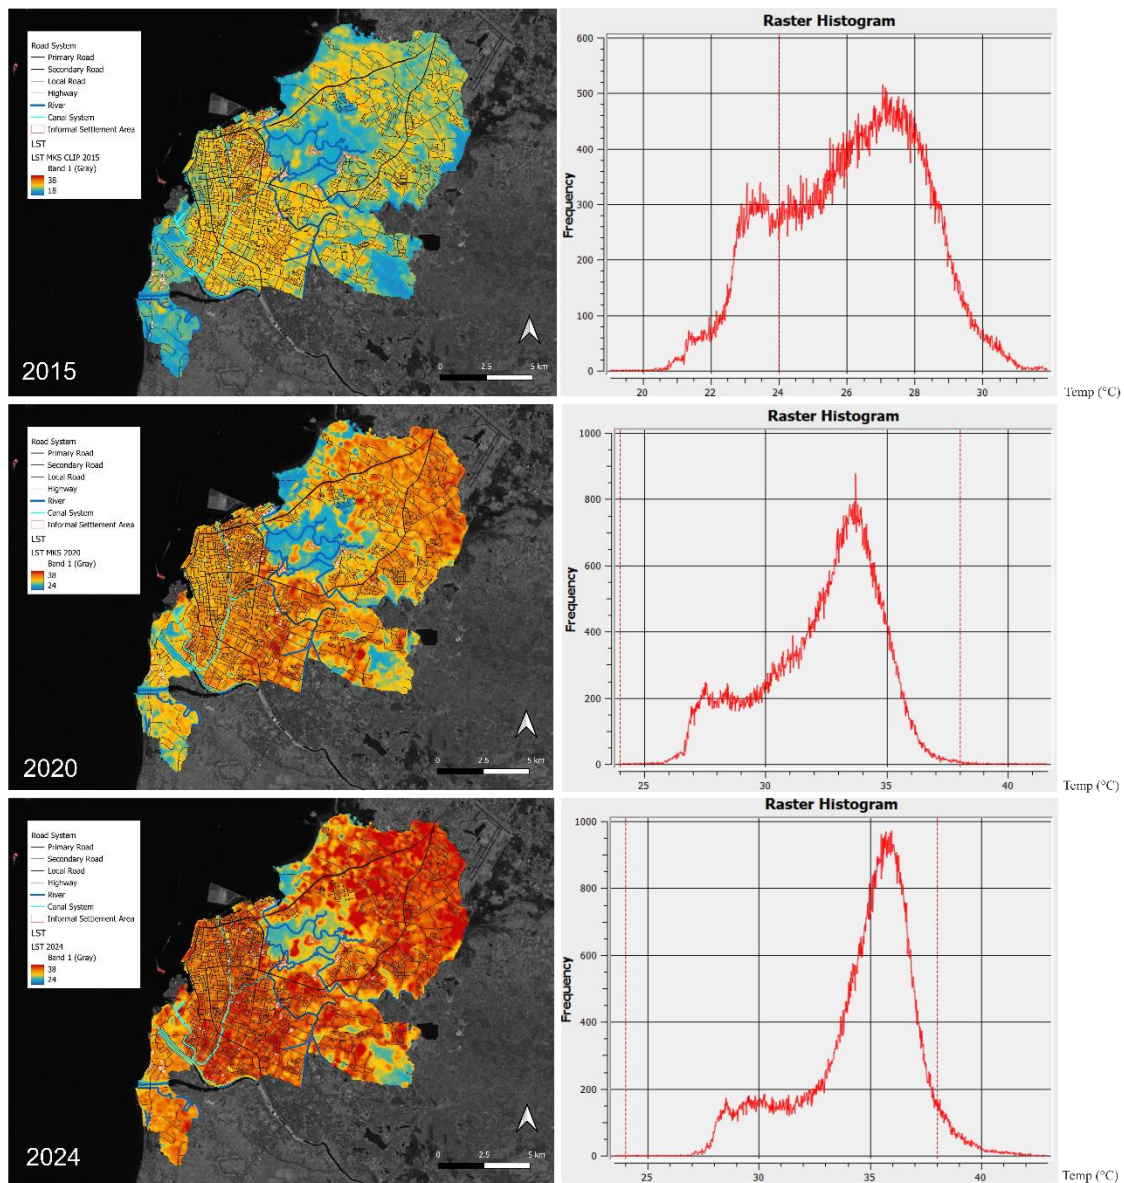 Road System
Primary Road
Secondary Road
Local Road
Highway
River
Canal System
Informal Settlement Area
LST
LST MKS CLIP 2015
Band 1 (Gray)
38
18
2015
0 2.5 5 km
Raster Histogram
Frequency
600
500
400
300
200
100
0
20 22 24 26 28 30
Temp (°C)
Road System
Primary Road
Secondary Road
Local Road
Highway
River
Canal System
Informal Settlement Area
LST
LST MKS 2020
Band 1 (Gray)
38
24
2020
0 2.5 5 km
Raster Histogram
Frequency
1000
800
600
400
200
0
25 30 35 40
Temp (°C)
Road System
Primary Road
Secondary Road
Local Road
Highway
River
Canal System
Informal Settlement Area
LST
LST 2024
Band 1 (Gray)
38
24
2024
0 2.5 5 km
Raster Histogram
Frequency
1000
800
600
400
200
0
25 30 35 40
Temp (°C)